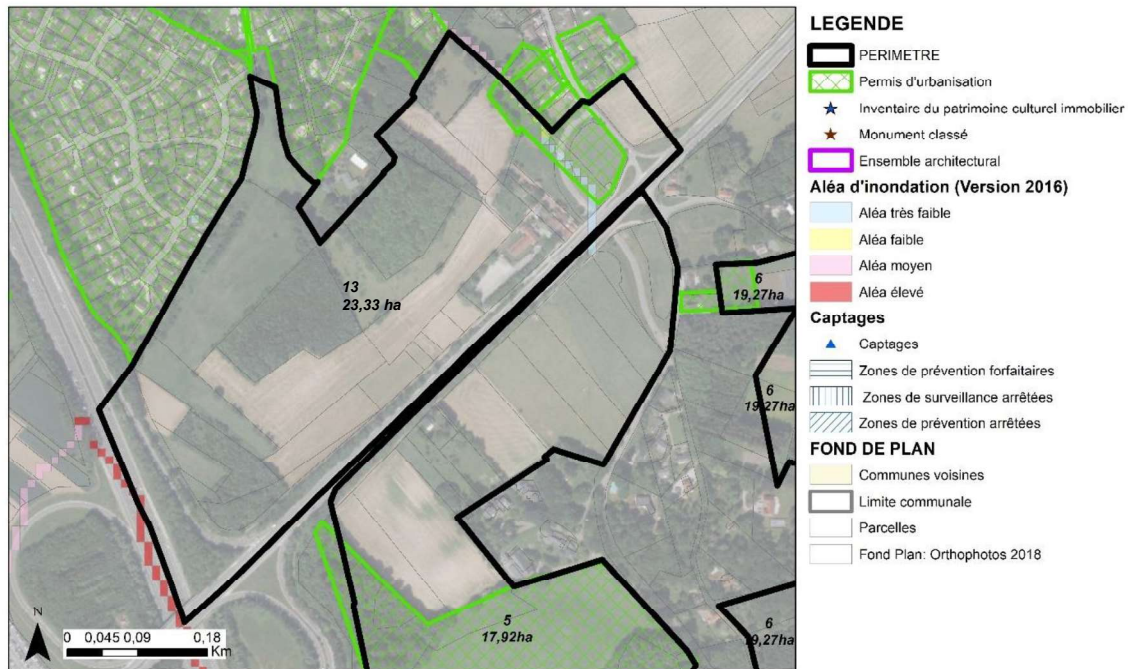 13
23,33 ha
6
19,27ha
6
19,27ha
5
17,92ha
6
19,27ha
N
0 0,045 0,09 0,18
Km
LEGENDE
PERIMETRE
Permis d'urbanisation
Inventaire du patrimoine culturel immobilier
Monument classé
Ensemble architectural
Aléa d'inondation (Version 2016)
Aléa très faible
Aléa faible
Aléa moyen
Aléa élevé
Captages
Captages
Zones de prévention forfaitaires
Zones de surveillance arrêtées
Zones de prévention arrêtées
FOND DE PLAN
Communes voisines
Limite communale
Parcelles
Fond Plan: Orthophotos 2018